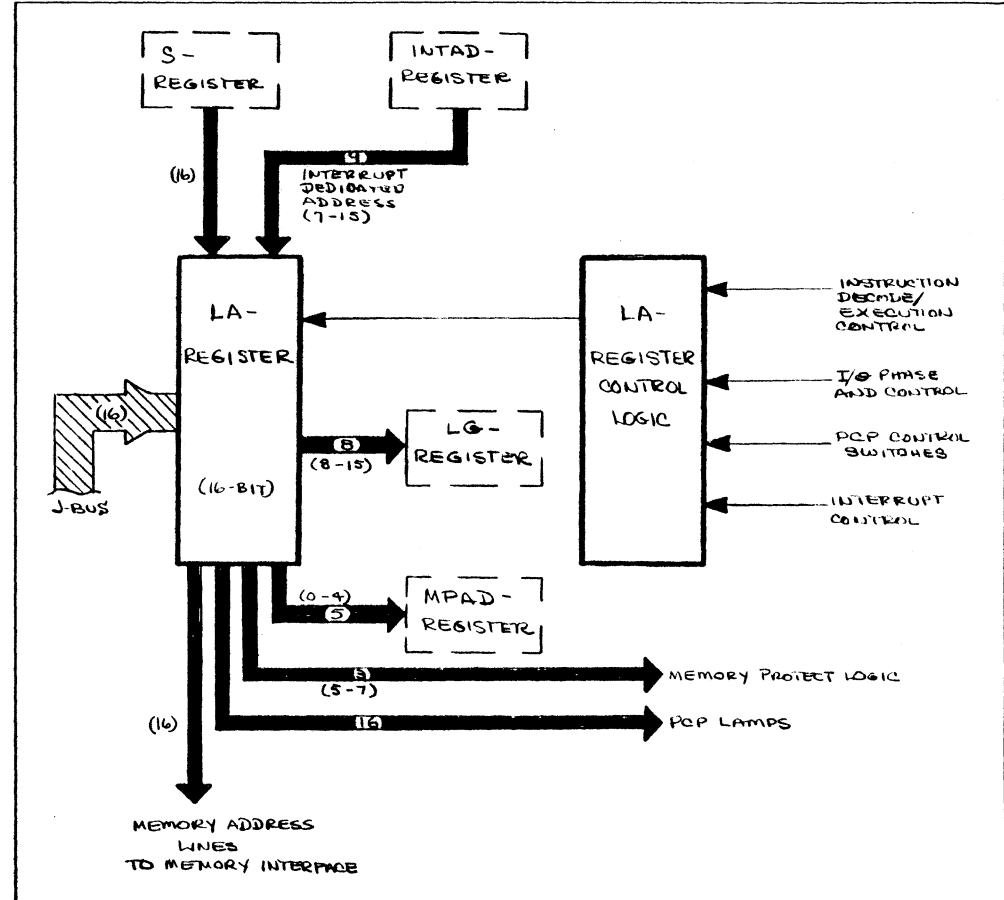 S-
REGISTER
INTAD-
REGISTER
(16)
9
INTERRUPT
DEDICATED
ADDRESS
(7-15)
LA-
REGISTER
(16-BIT)
(16)
J-BUS
LA-
REGISTER
CONTROL
LOGIC
INSTRUCTION
DECODE/
EXECUTION
CONTROL
I/O PHASE
AND CONTROL
PCP CONTROL
SWITCHES
INTERRUPT
CONTROL
8
(8-15)
LO-
REGISTER
(0-4)
5
MPAD-
REGISTER
3
(5-7)
MEMORY PROTECT LOGIC
16
PCP LAMPS
(16)
MEMORY ADDRESS
LINES
TO MEMORY INTERFACE